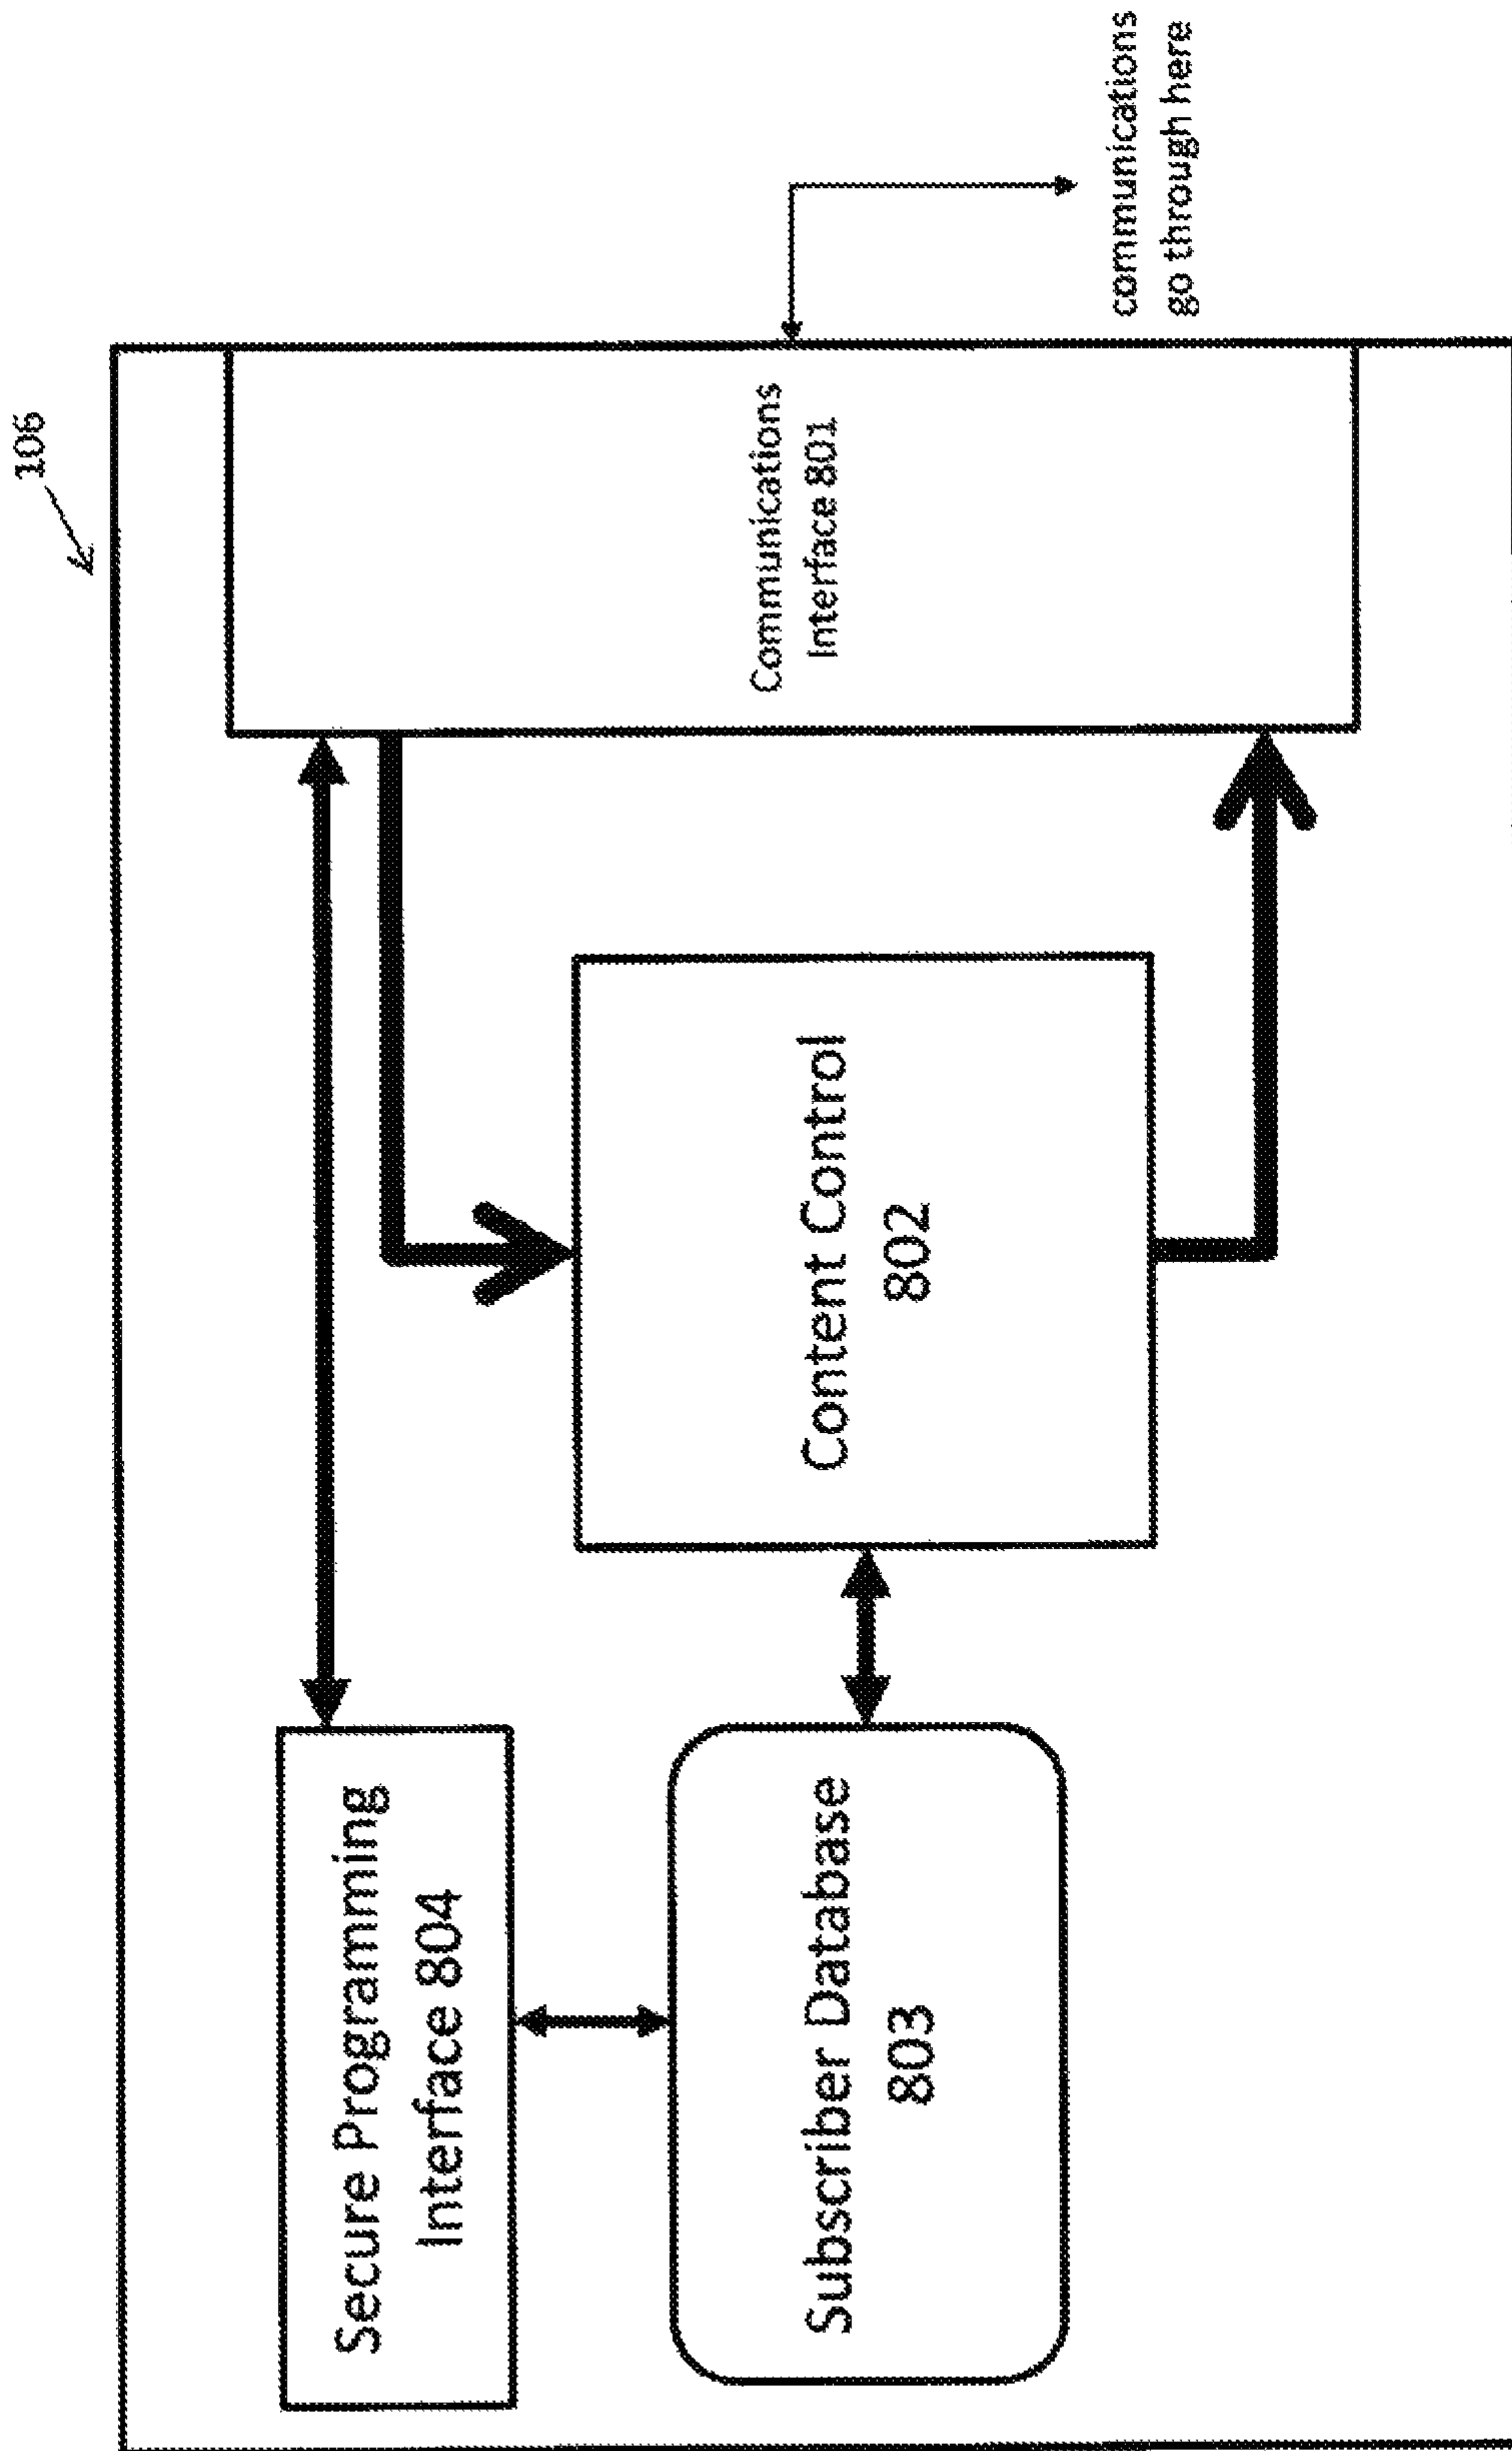 106
Secure Programming
Interface 804
Communications
Interface 801
Content Control
802
Subscriber Database
803
communications
go through here